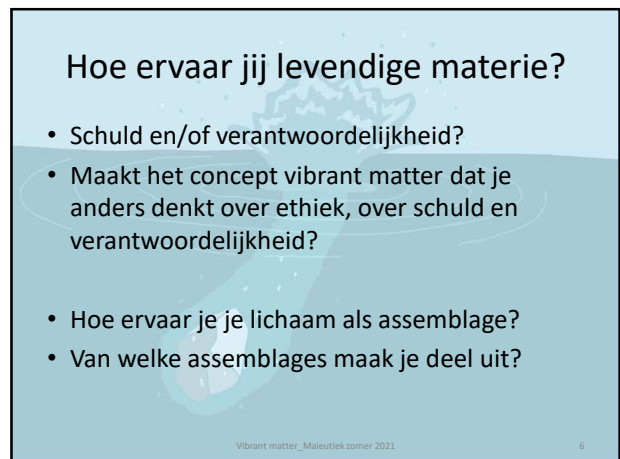 Hoe ervaar jij levendige materie?
• Schuld en/of verantwoordelijkheid?
• Maakt het concept vibrant matter dat je
anders denkt over ethiek, over schuld en
verantwoordelijkheid?
• Hoe ervaar je je lichaam als assemblage?
• Van welke assemblages maak je deel uit?
Vibrant matter_Maieutiek zomer 2021
6